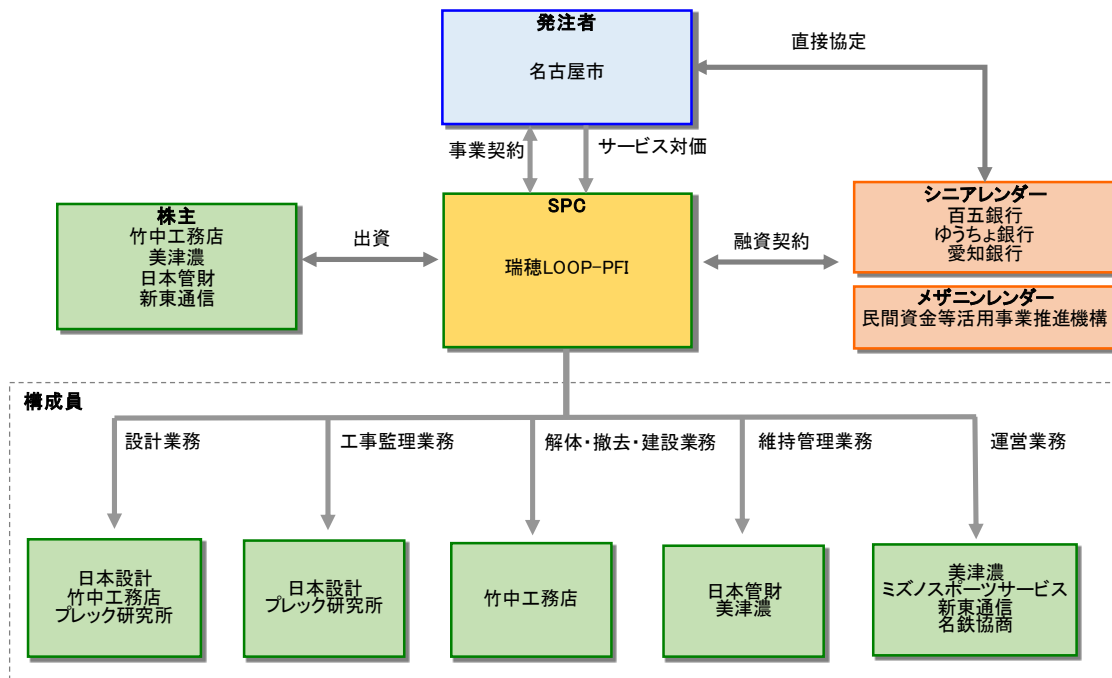 発注者
名古屋市
直接協定
事業契約
サービス対価
株主
竹中工務店
美津濃
日本管財
新東通信
出資
SPC
瑞穂LOOP-PFI
融資契約
シニアレンダー
百五銀行
ゆうちょ銀行
愛知銀行
メザニンレンダー
民間資金等活用事業推進機構
構成員
設計業務
工事監理業務
解体・撤去・建設業務
維持管理業務
運営業務
日本設計
竹中工務店
プレック研究所
日本設計
プレック研究所
竹中工務店
日本管財
美津濃
美津濃
ミズノスポーツサービス
新東通信
名鉄協商